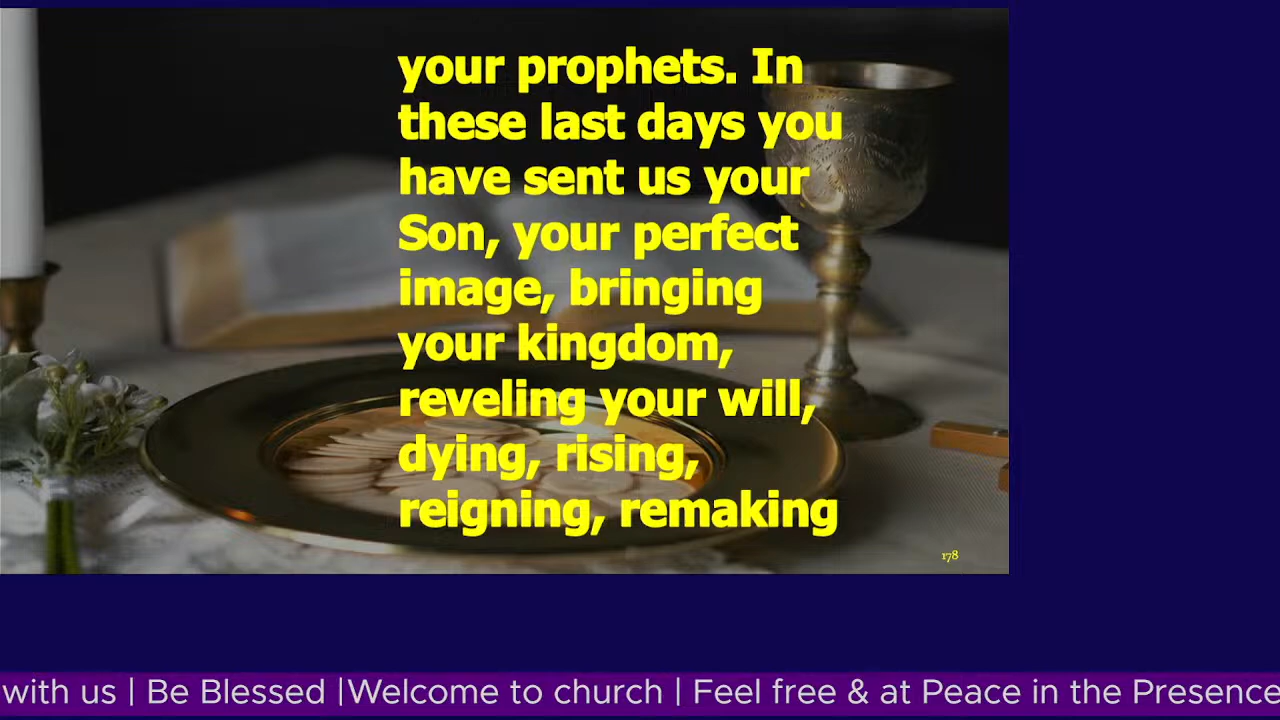 your prophets. In
these last days you
have sent us your
Son, your perfect
image, bringing
your kingdom,
reveling your will,
dying, rising,
reigning, remaking
178
with us | Be Blessed |Welcome to church | Feel free & at Peace in the Presence